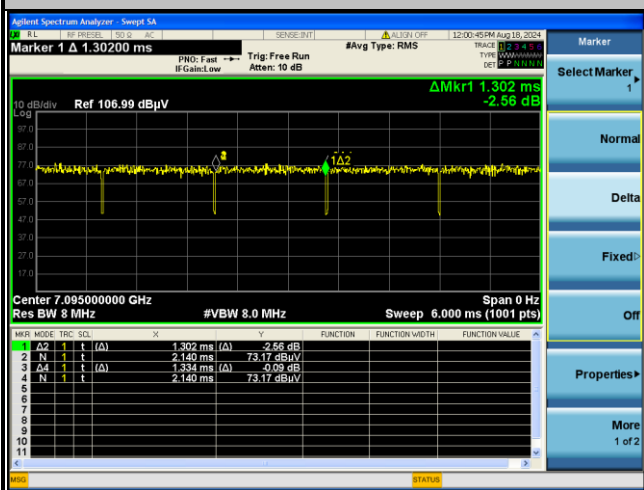 Agilent Spectrum Analyzer - Swept SA
RL RF PRESEL 50 Ω AC SENSE:INT ALIGN OFF 12:00:45 PM Aug 18, 2024
Marker 1 Δ 1.30200 ms #Avg Type: RMS TRACE 1 2 3 4 5 6
PNO: Fast Trig: Free Run TYPE
IFGain:Low Atten: 10 dB DET P P N N N N
ΔMkr1 1.302 ms
-2.56 dB
10 dB/div Ref 106.99 dBµV
Log
97.0
87.0
77.0
67.0
57.0
47.0
37.0
27.0
17.0
1Δ2
Center 7.095000000 GHz Span 0 Hz
Res BW 8 MHz #VBW 8.0 MHz Sweep 6.000 ms (1001 pts)
MKR MODE TRC SCL X Y FUNCTION FUNCTION WIDTH FUNCTION VALUE
1 Δ2 1 t (Δ) 1.302 ms (Δ) -2.56 dB
2 N 1 t 2.140 ms 73.17 dBµV
3 Δ4 1 t (Δ) 1.334 ms (Δ) -0.09 dB
4 N 1 t 2.140 ms 73.17 dBµV
5
6
7
8
9
10
11
MSG STATUS
Marker
Select Marker
1
Normal
Delta
Fixed
Off
Properties
More
1 of 2